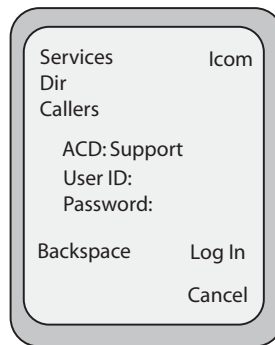 Services Icom
Dir
Callers
ACD: Support
User ID:
Password:
Backspace Log In
Cancel